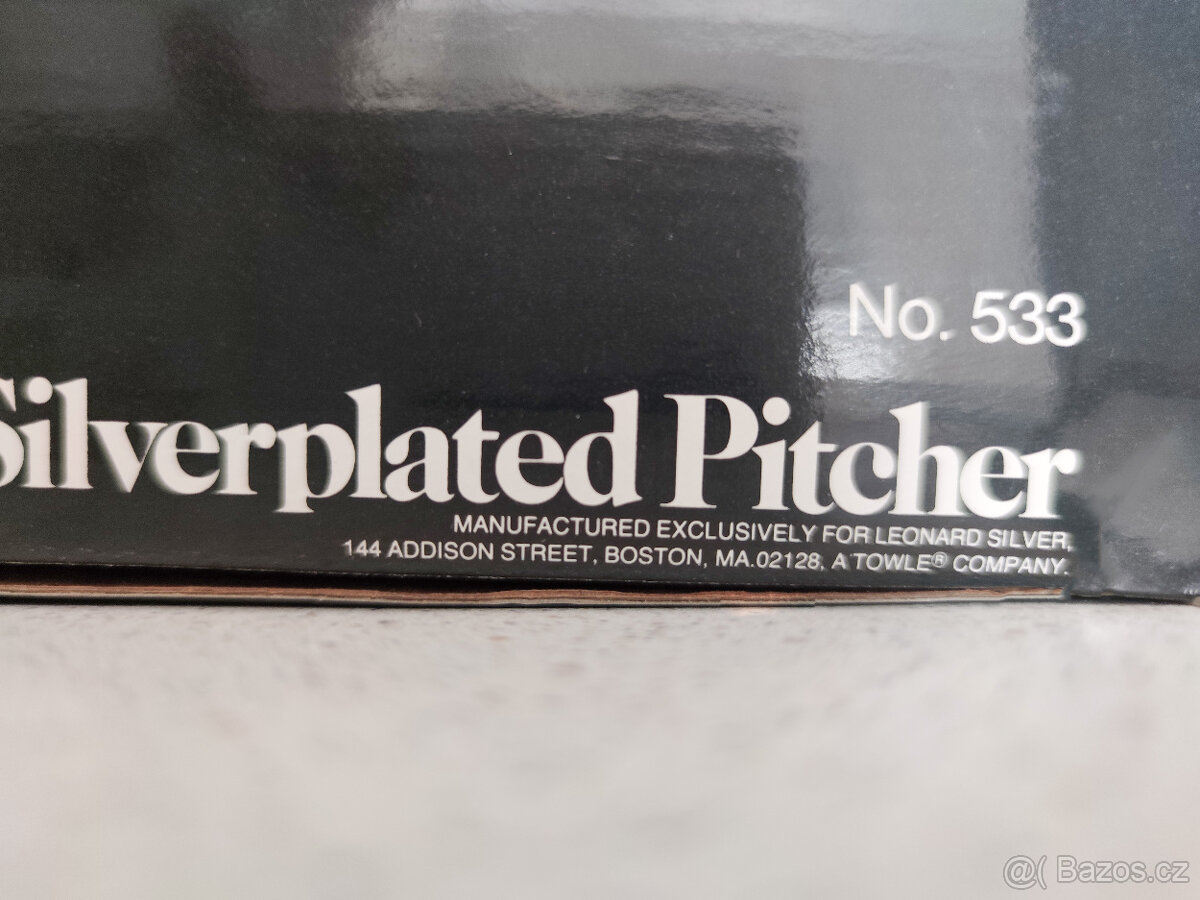 No. 533
Silverplated Pitcher
MANUFACTURED EXCLUSIVELY FOR LEONARD SILVER,
144 ADDISON STREET, BOSTON, MA.02128, A TOWLE® COMPANY.
@( Bazos.cz